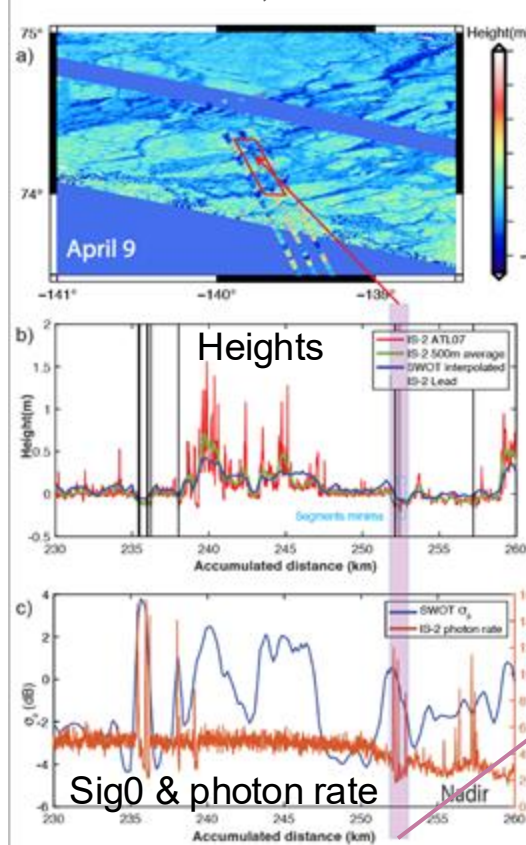 75°
Height(m
a)
74°
April 9
−141° −140° −139°
b)
2
1.5
1
0.5
0
-0.5
Height(m)
Heights
IS-2 ATL07
IS-2 500m average
SWOT interpolated
IS-2 Lead
Segments minima
230 235 240 245 250 255 260
Accumulated distance (km)
c)
4
2
0
-2
-4
-6
(dB)
SWOT σ
IS-2 photon rate
Sig0 & photon rate
Nadir
230 235 240 245 250 255 260
Accumulated distance (km)